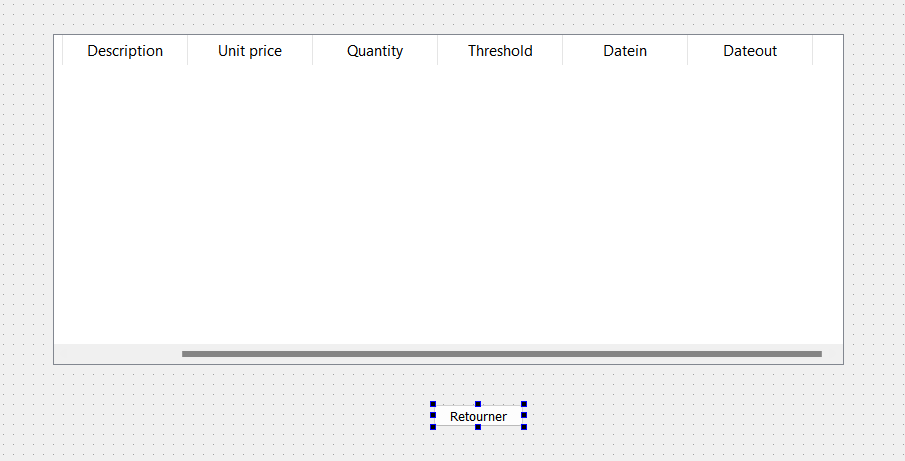 Description Unit price Quantity Threshold Datein Dateout
Retourner